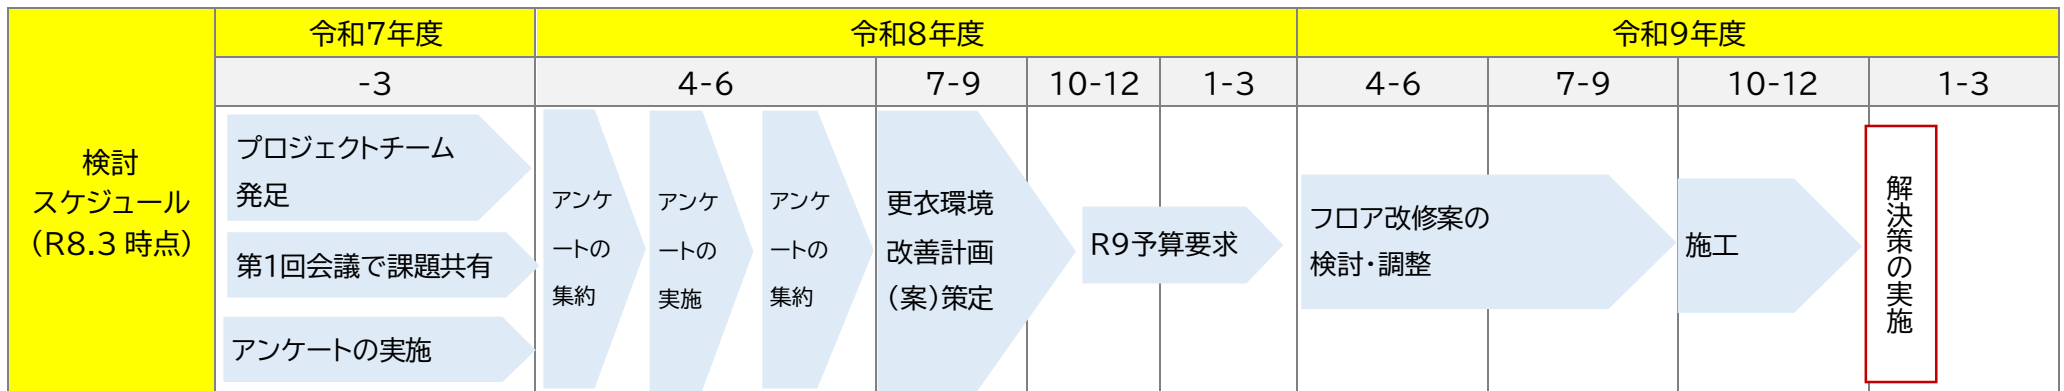 令和7年度
令和8年度
令和9年度
-3
4-6
7-9
10-12
1-3
4-6
7-9
10-12
1-3
検討
スケジュール
(R8.3時点)
プロジェクトチーム
発足
第1回会議で課題共有
アンケートの実施
アンケ
ートの
集約
アンケ
ートの
実施
アンケ
ートの
集約
更衣環境
改善計画
(案)策定
R9予算要求
フロア改修案の
検討・調整
施工
解決策の実施